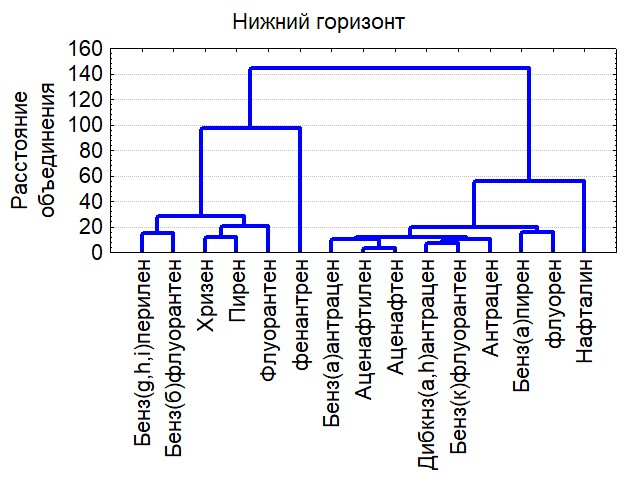 Нижний горизонт
Расстояние
объединения
160
140
120
100
80
60
40
20
0
Бенз(g,h,i)перилен
Бенз(б)флуорантен
Хризен
Пирен
Флуорантен
фенантрен
Бенз(а)антрацен
Аценафтилен
Аценафтен
Дибкнз(a,h)антрацен
Бенз(к)флуорантен
Антрацен
Бенз(а)пирен
флуорен
Нафталин